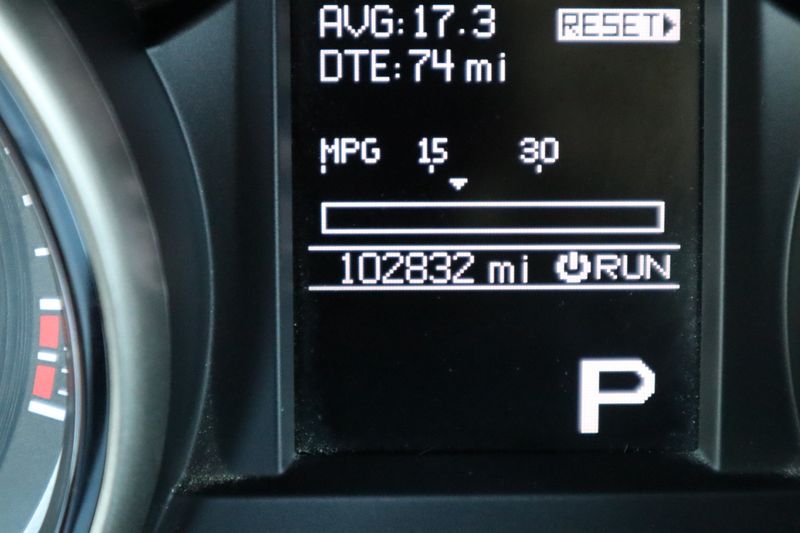 AVG: 17.3 RESET
DTE: 74 mi
MPG 15 30
102832 mi RUN
P